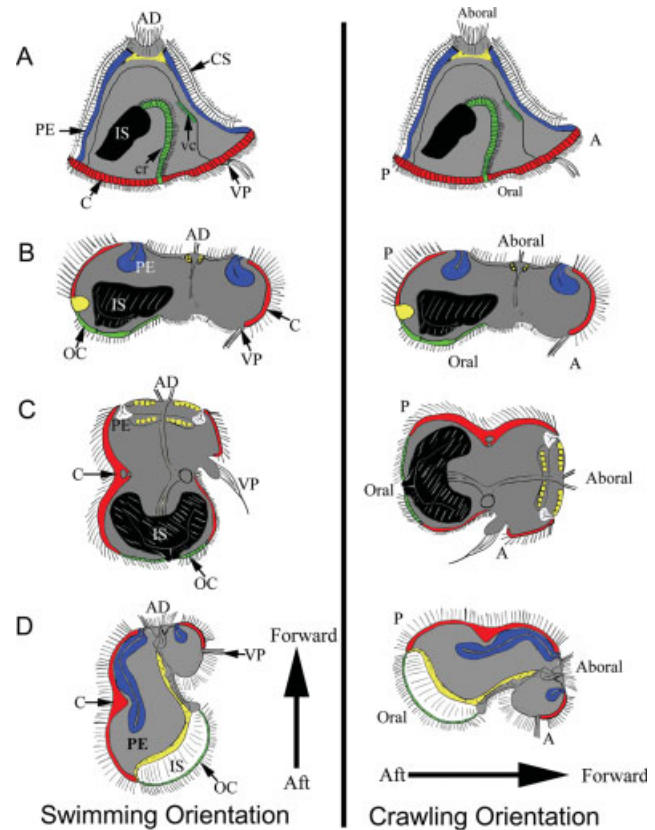 AD
A
CS
PE
IS
cr
vc
C
VP
Aboral
P
A
Oral
B
AD
PE
IS
OC
C
VP
P
Aboral
Oral
A
C
AD
PE
C
VP
IS
OC
P
Oral
Aboral
A
D
AD
VP
C
PE
IS
OC
Forward
Aft
P
Aboral
Oral
A
Aft Forward
Swimming Orientation
Crawling Orientation